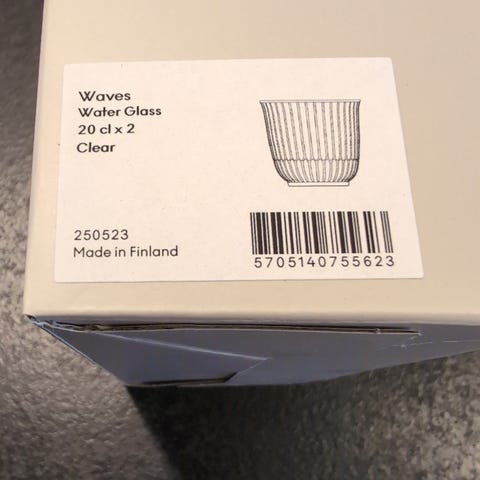 Waves
Water Glass
20 cl x 2
Clear
250523
Made in Finland
5705140755623